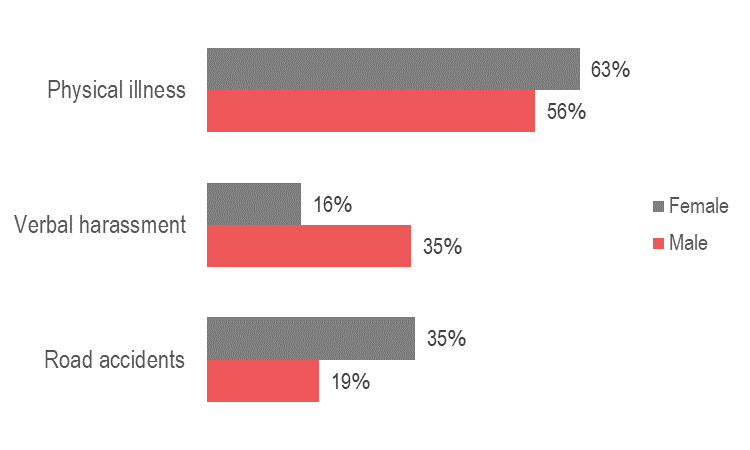 Physical illness
63%
56%
Verbal harassment
16%
35%
Female
Male
Road accidents
35%
19%